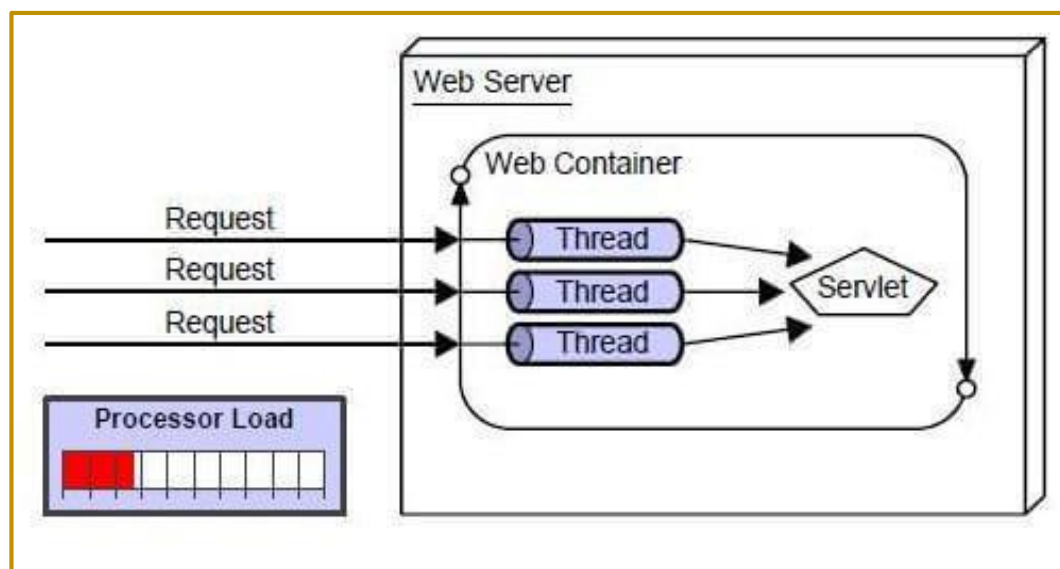 Web Server
Web Container
Request
Thread
Request
Thread
Servlet
Request
Thread
Processor Load